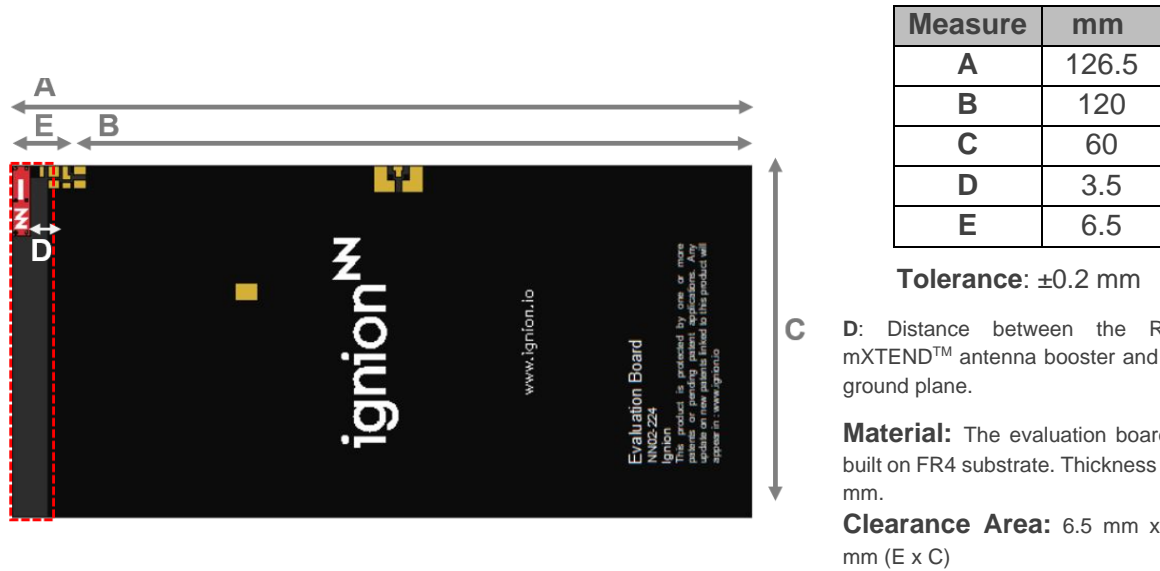 A
E B
D
C
ignion
www.ignion.io
Evaluation Board
NN02-224
Ignion
This product is protected by one or more
patents or pending patent applications. Any
update on new patents linked to this product will
appear in : www.ignion.io
Measure mm
A 126.5
B 120
C 60
D 3.5
E 6.5
Tolerance: ±0.2 mm
D: Distance between the R
mXTEND™ antenna booster and
ground plane.
Material: The evaluation board
built on FR4 substrate. Thickness
mm.
Clearance Area: 6.5 mm x
mm (E x C)